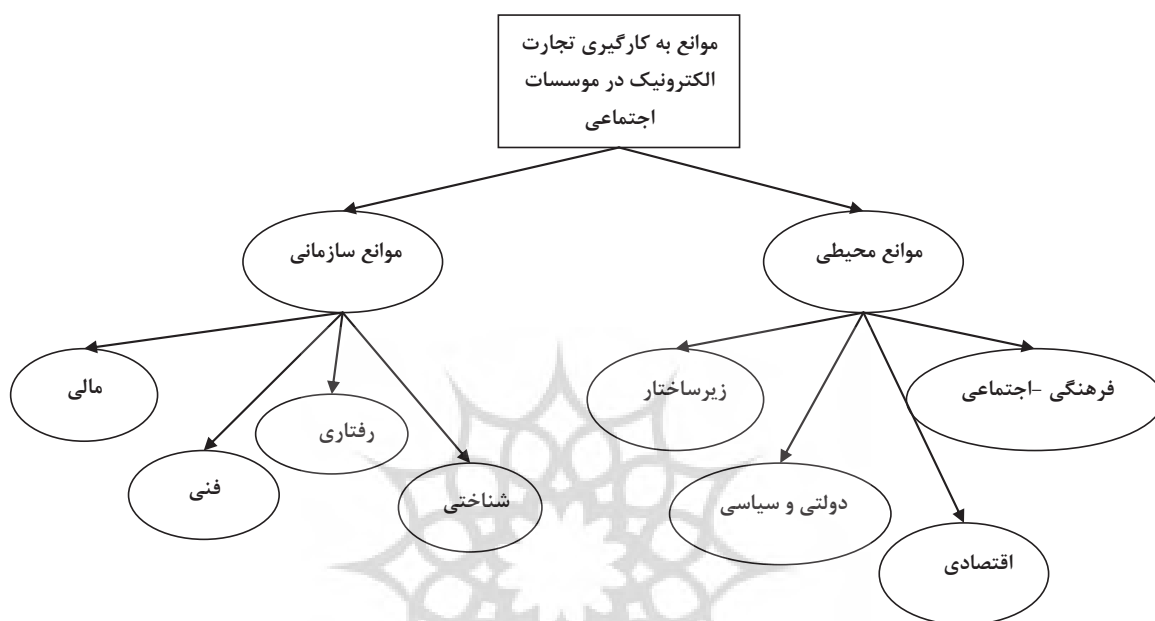 موانع به کارگیری تجارت
الکترونیک در موسسات
اجتماعی
موانع محیطی
موانع سازمانی
فرهنگی –اجتماعی
زیرساختار
مالی
رفتاری
شناختی
فنی
دولتی و سیاسی
اقتصادی